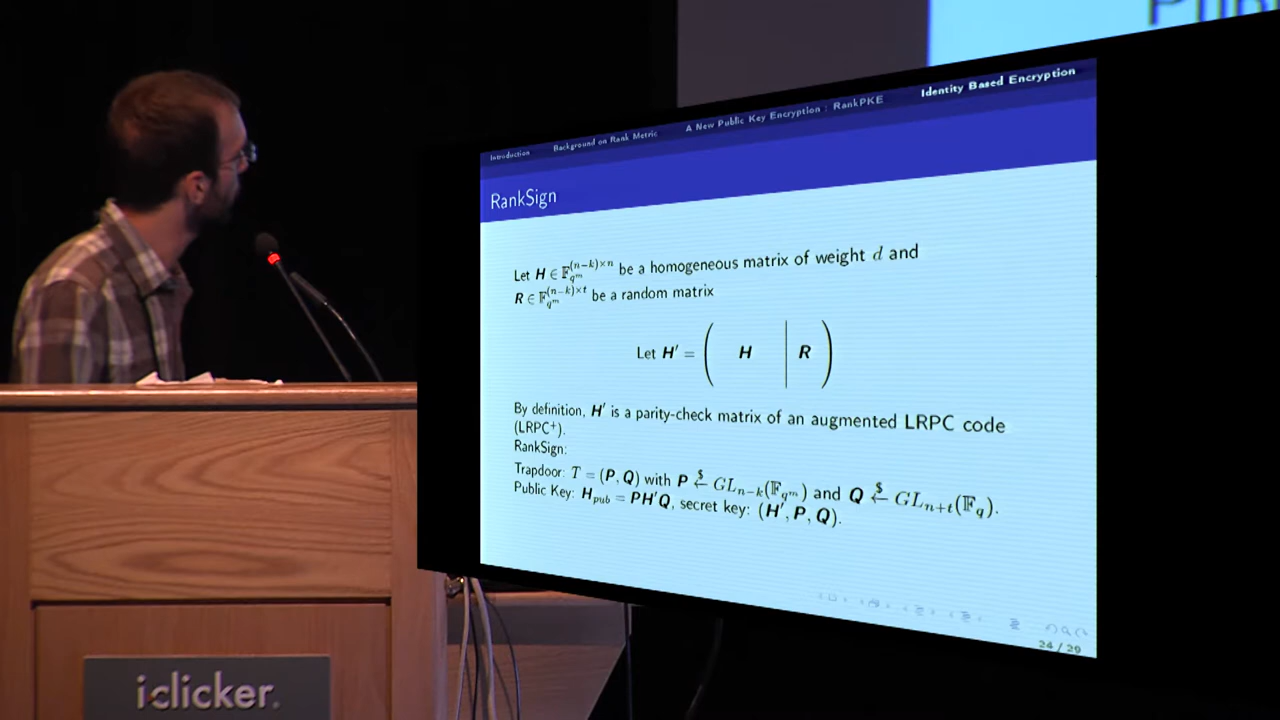 Introduction
Background on Rank Metric
A New Public Key Encryption : RankPKE
Identity Based Encryption
RankSign
Let H ∈ 𝔽_{q^m}^{(n−k)×n} be a homogeneous matrix of weight d and
R ∈ 𝔽_{q^m}^{(n−k)×t} be a random matrix
Let H′ = ( H | R )
By definition, H′ is a parity-check matrix of an augmented LRPC code
(LRPC⁺).
RankSign:
Trapdoor: T = (P, Q) with P ←$ GL_{n−k}(𝔽_{q^m}) and Q ←$ GL_{n+t}(𝔽_q).
Public Key: H_{pub} = PH′Q, secret key: (H′, P, Q).
24 / 29
iclicker.